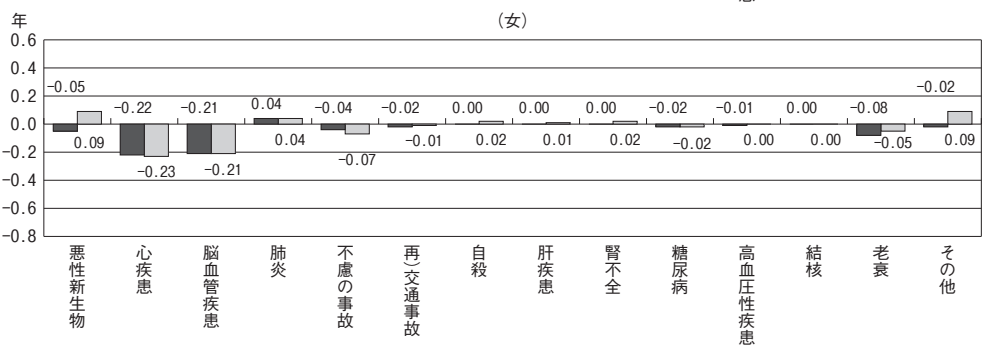 年
（女）
0.6
0.4
0.2
0.0
−0.2
−0.4
−0.6
−0.8
−0.05
−0.22
−0.21
0.04
−0.04
−0.02
0.00
0.00
0.00
−0.02
−0.01
0.00
−0.08
−0.02
0.09
−0.23
−0.21
0.04
−0.07
−0.01
0.02
0.01
0.02
−0.02
0.00
0.00
−0.05
0.09
悪性新生物
心疾患
脳血管疾患
肺炎
不慮の事故
再）交通事故
自殺
肝疾患
腎不全
糖尿病
高血圧性疾患
結核
老衰
その他